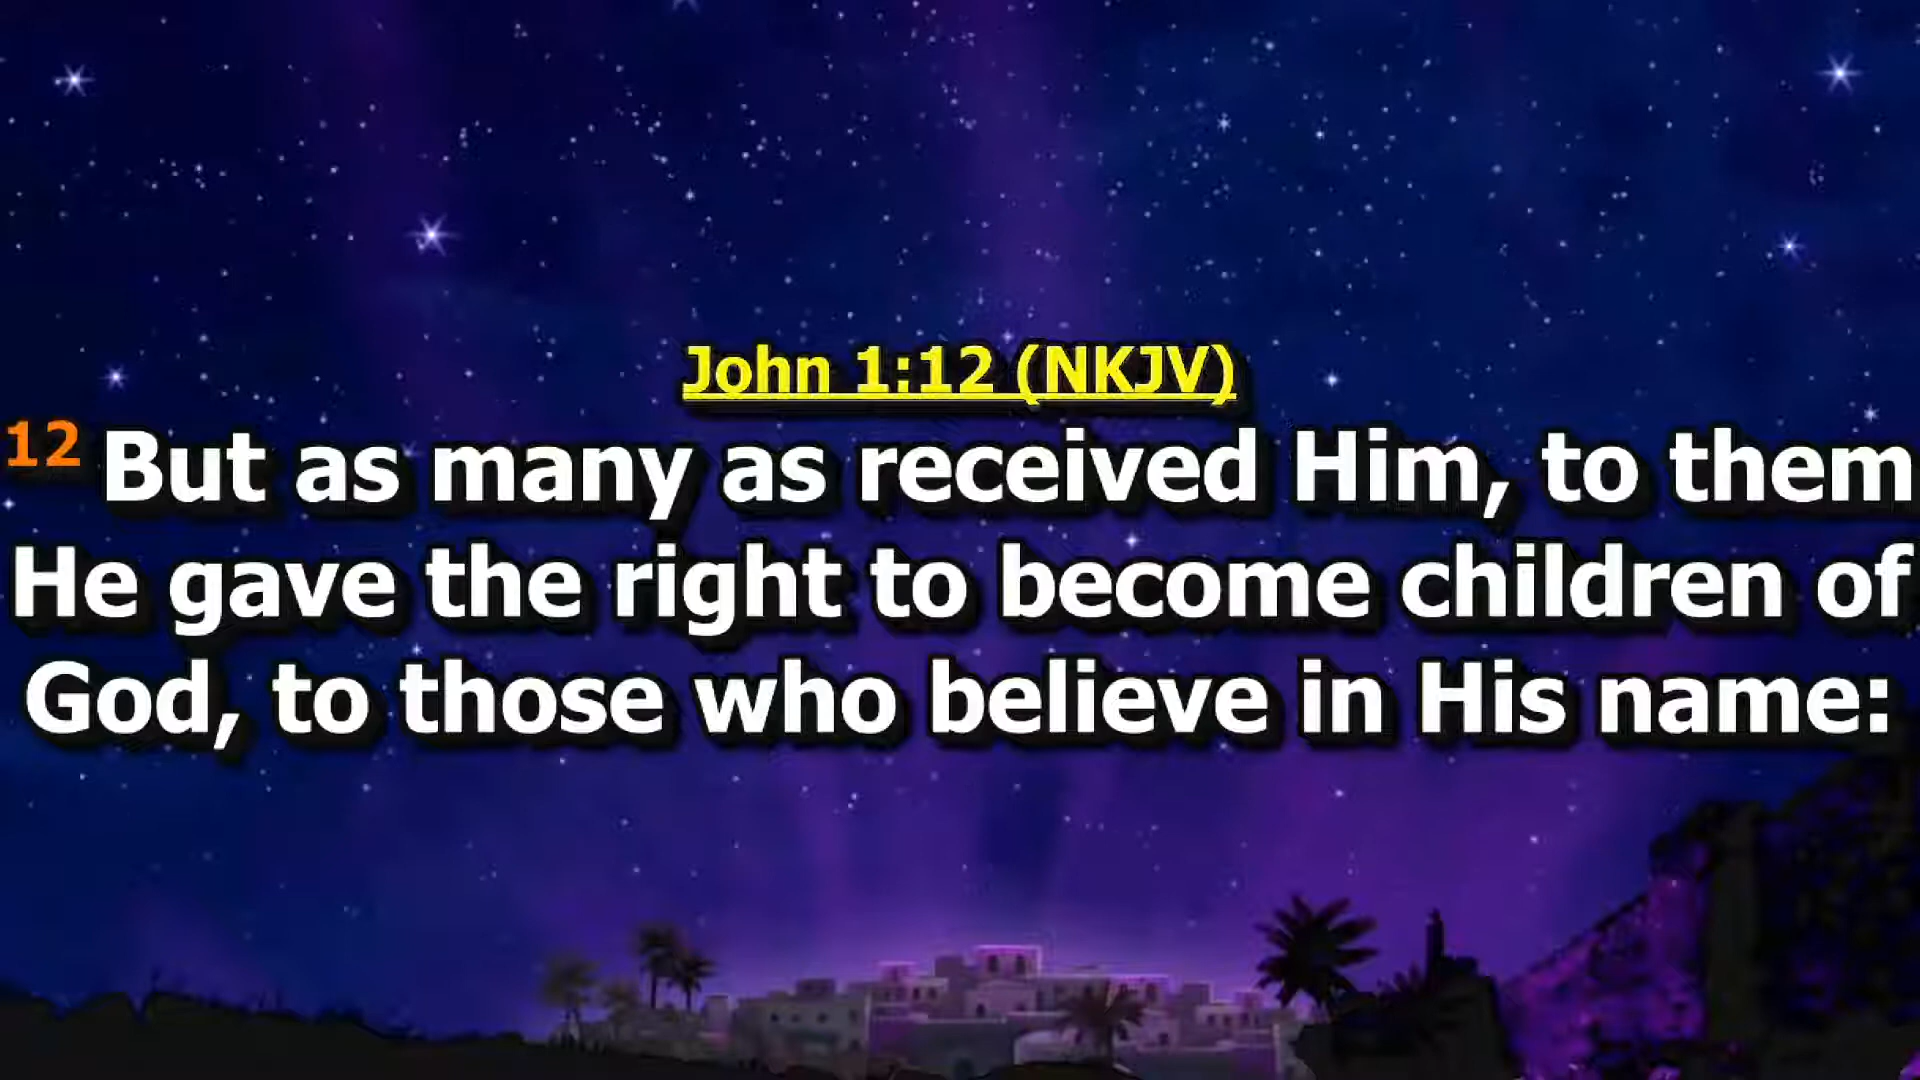 John 1:12 (NKJV)
12 But as many as received Him, to them
He gave the right to become children of
God, to those who believe in His name: